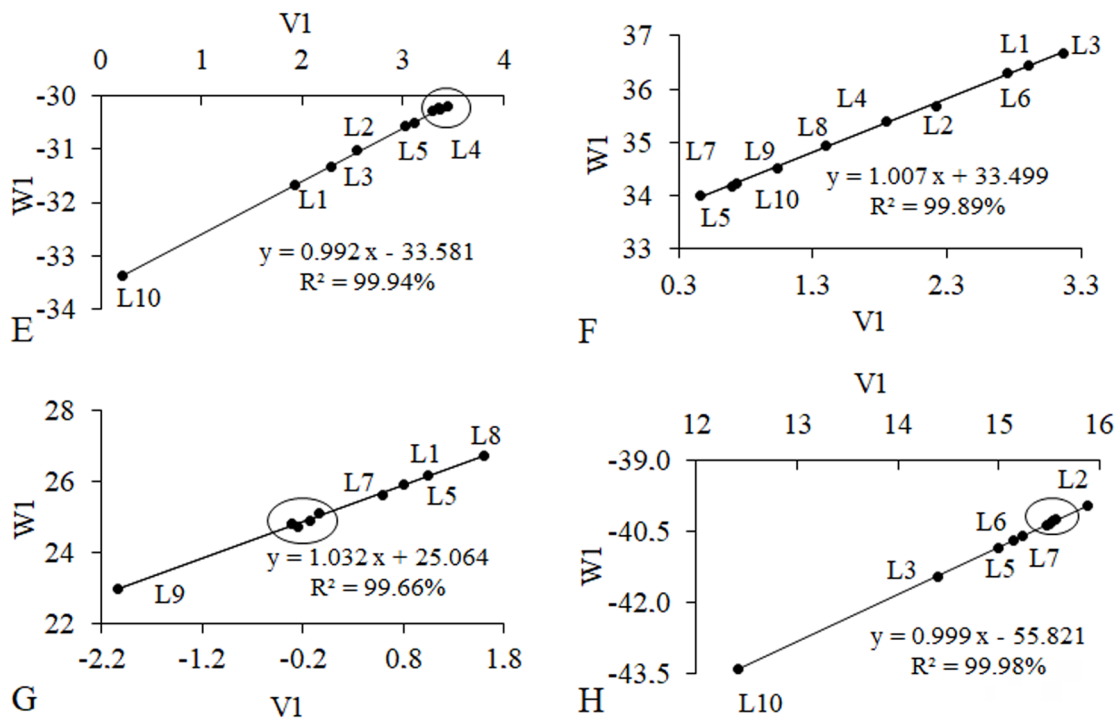 V1
0 1 2 3 4
-30
-31
-32
-33
-34
W1
L2
L5 L4
L3
L1
L10
y = 0.992 x - 33.581
R² = 99.94%
E
37
36
35
34
33
W1
L1 L3
L6
L4
L2
L8
L7 L9
L10
L5
y = 1.007 x + 33.499
R² = 99.89%
0.3 1.3 2.3 3.3
V1
F
28
26
24
22
W1
L8
L1
L7 L5
L9
y = 1.032 x + 25.064
R² = 99.66%
-2.2 -1.2 -0.2 0.8 1.8
V1
G
V1
12 13 14 15 16
-39.0
-40.5
-42.0
-43.5
W1
L2
L6
L7
L5
L3
L10
y = 0.999 x - 55.821
R² = 99.98%
H